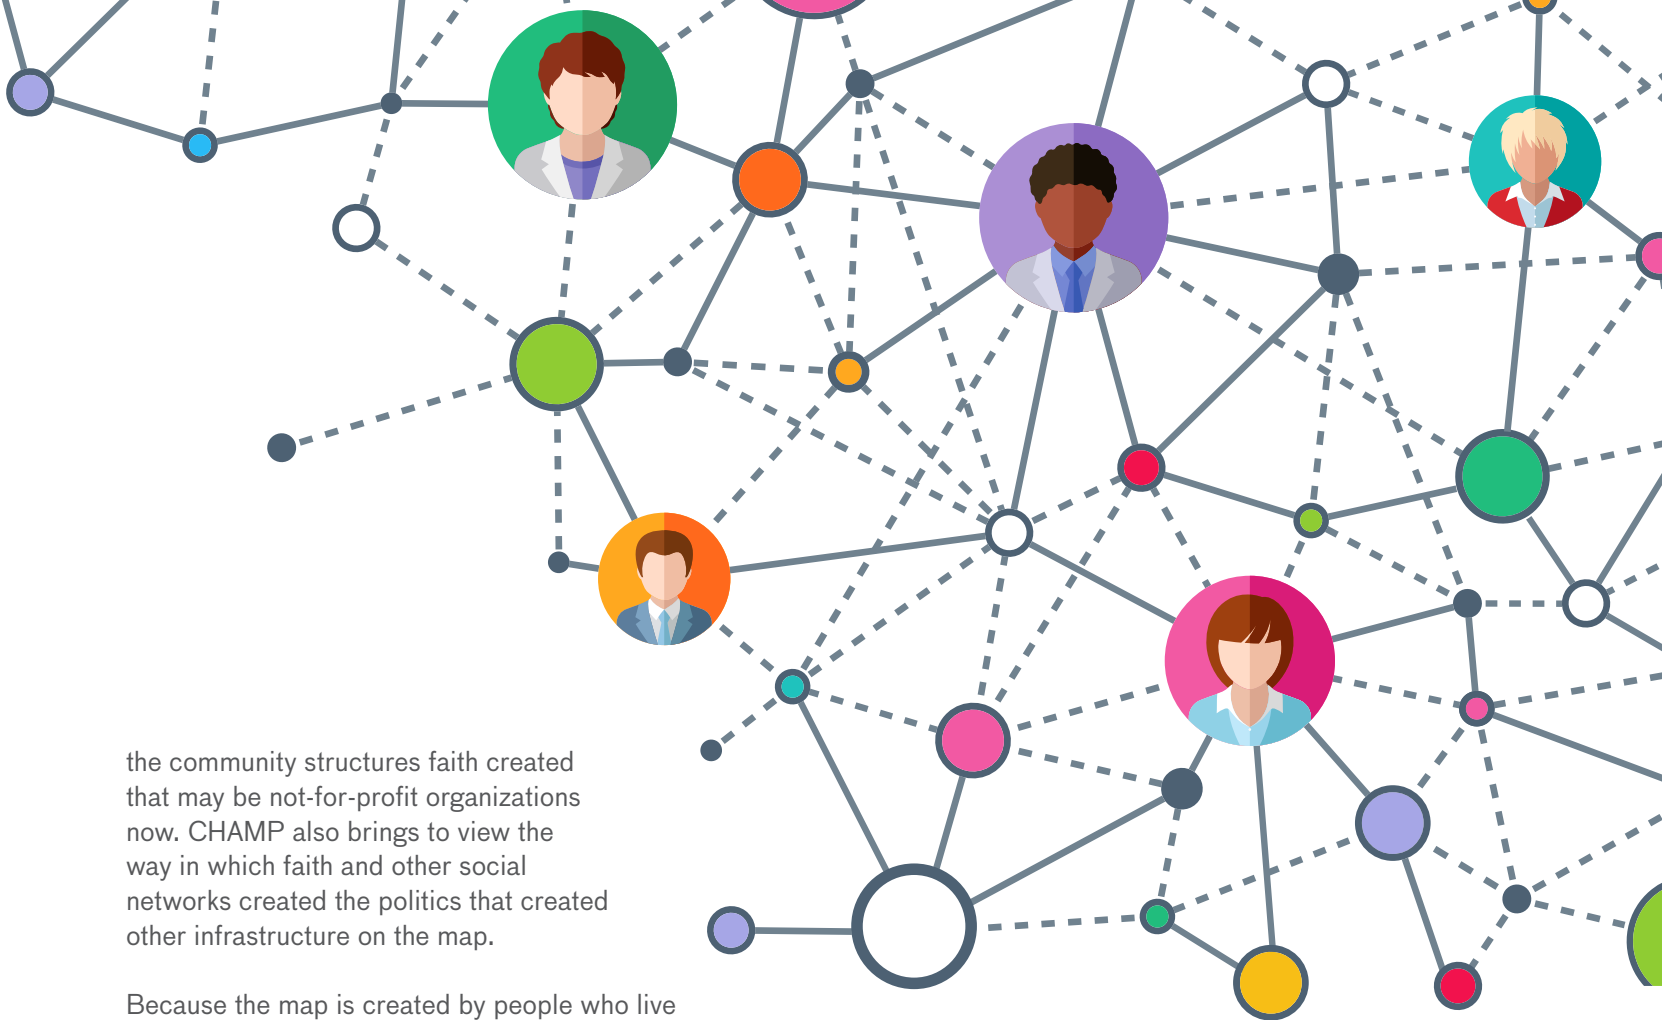 the community structures faith created
that may be not-for-profit organizations
now. CHAMP also brings to view the
way in which faith and other social
networks created the politics that created
other infrastructure on the map.
Because the map is created by people who live